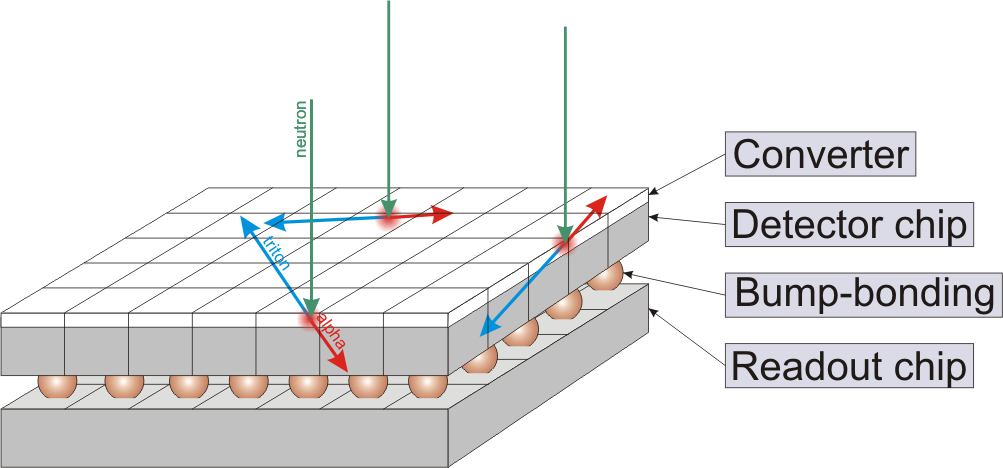 neutron
Converter
Detector chip
triton
Bump-bonding
alpha
Readout chip